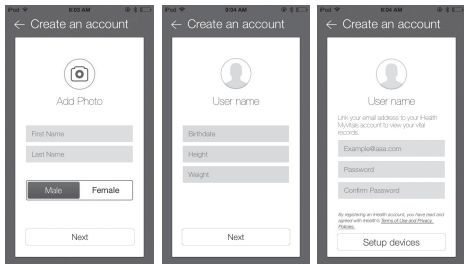 iPod 9:03 AM
← Create an account
Add Photo
First Name
Last Name
Male Female
Next
iPod 9:04 AM
← Create an account
User name
Birthdate
Height
Weight
Next
iPod 9:04 AM
← Create an account
User name
Link your email address to your iHealth
MyVitals account to view your vital
records.
Example@aaa.com
Password
Confirm Password
By registering an iHealth account, you have read and
agreed with iHealth's Terms of Use and Privacy
Policies.
Setup devices